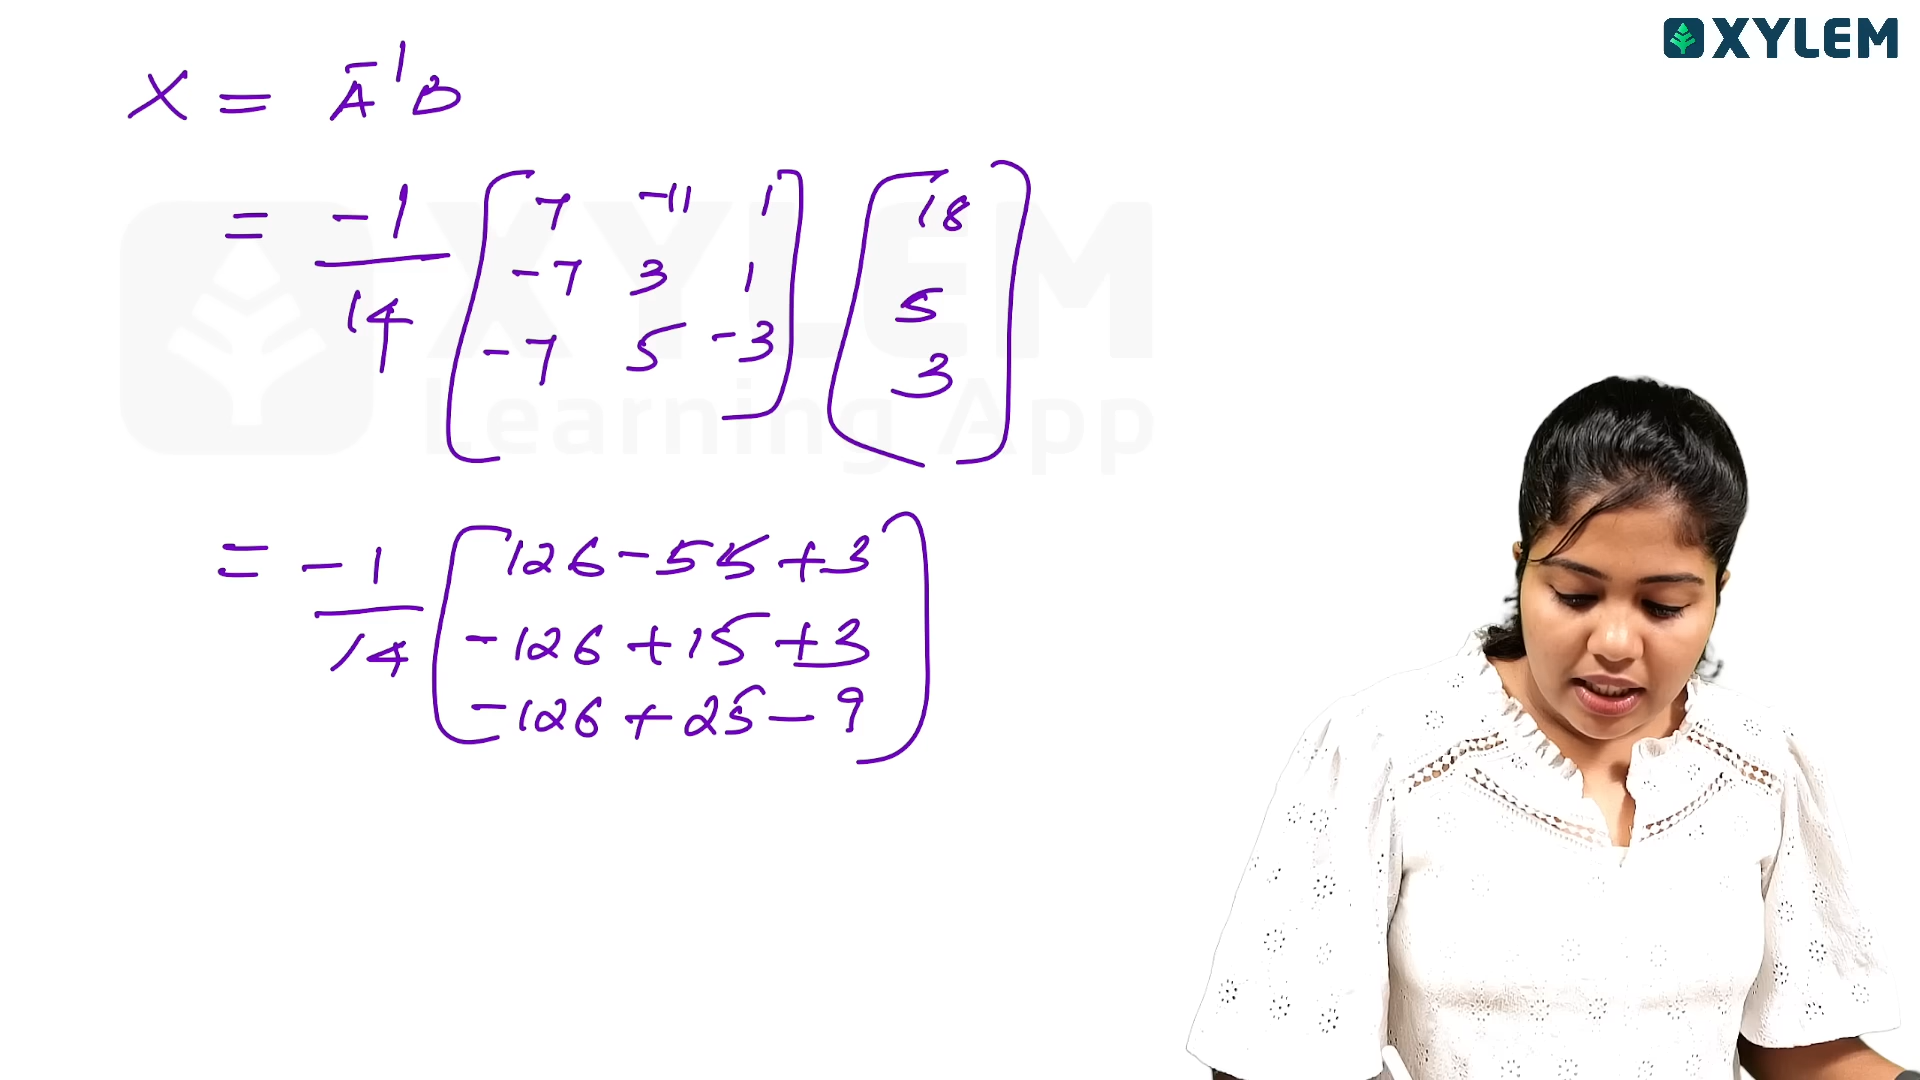 XYLEM
X = A⁻¹B
= -1/14 [7 -11 1] [18]
[-7 3 1] [5]
[-7 5 -3] [3]
= -1/14 [126 - 55 + 3]
[-126 + 15 + 3]
[-126 + 25 - 9]
XYLEM
Learning App